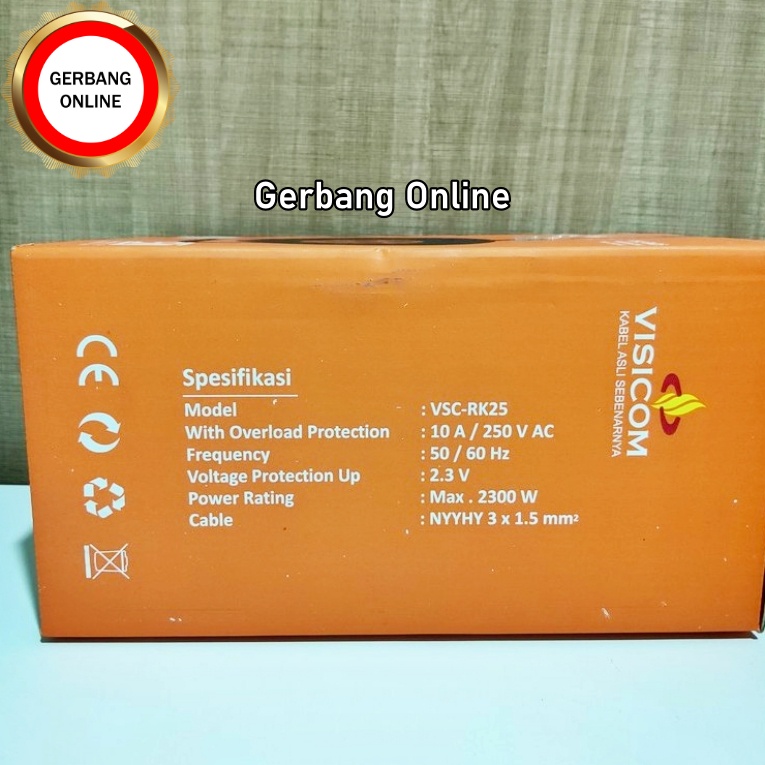 GERBANG
ONLINE
Gerbang Online
CE
Spesifikasi
Model : VSC-RK25
With Overload Protection : 10 A / 250 V AC
Frequency : 50 / 60 Hz
Voltage Protection Up : 2.3 V
Power Rating : Max . 2300 W
Cable : NYYHY 3 x 1.5 mm²
VISICOM
KABEL ASLI SEBENARNYA